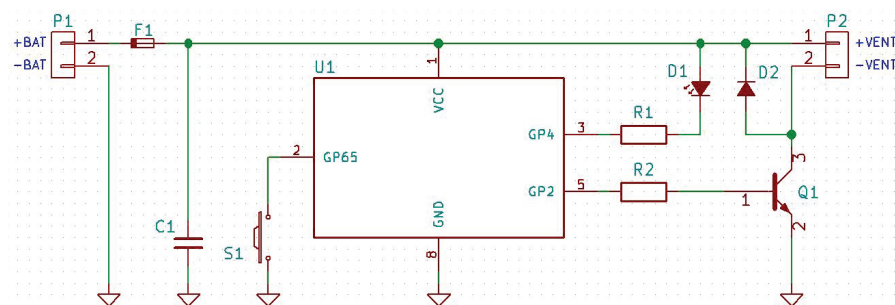 P1
+BAT
-BAT
1
2
F1
P2
1
2
+VENT
-VENT
U1
1
VCC
D1
D2
2
GP65
GP4
3
R1
GP2
5
R2
3
1
Q1
2
C1
S1
GND
8